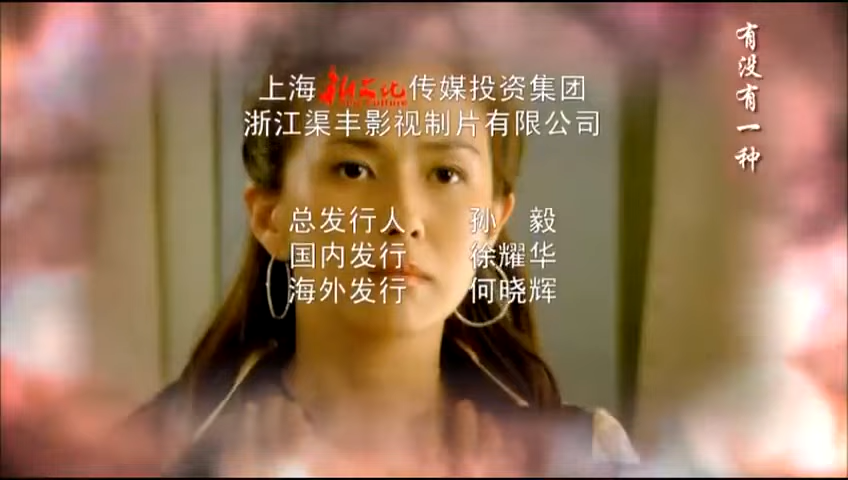 上海新文化传媒投资集团
浙江渠丰影视制片有限公司
总发行人 孙 毅
国内发行 徐耀华
海外发行 何晓辉
有没有一种